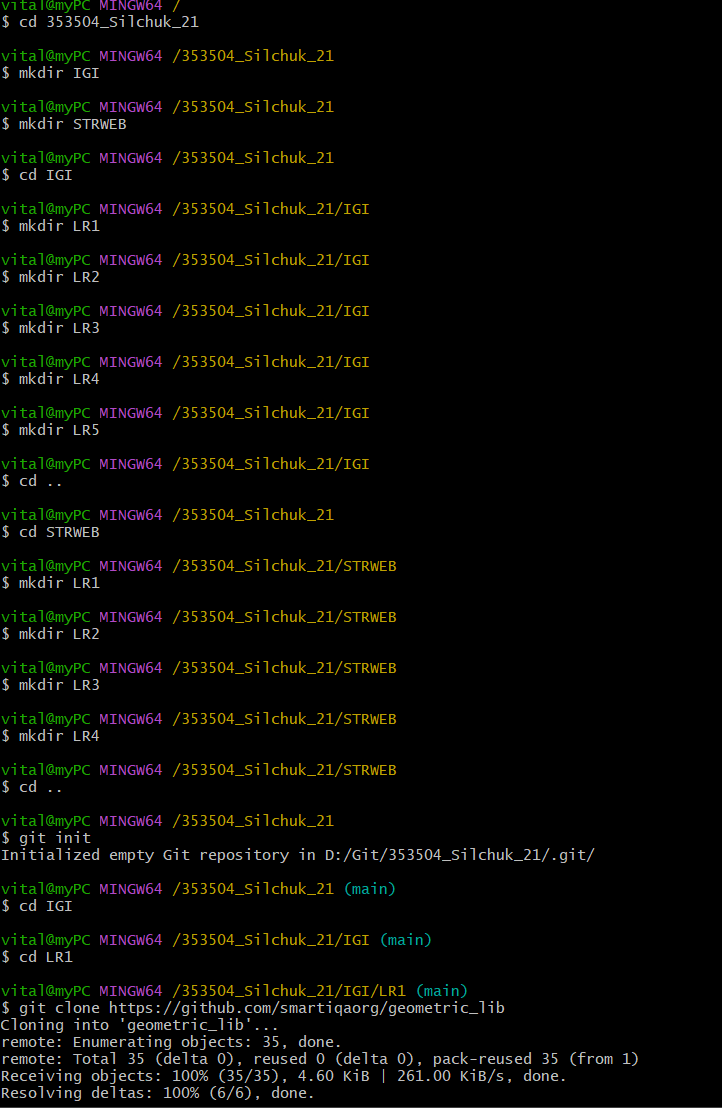 vital@myPC MINGW64 /
$ cd 353504_Silchuk_21
vital@myPC MINGW64 /353504_Silchuk_21
$ mkdir IGI
vital@myPC MINGW64 /353504_Silchuk_21
$ mkdir STRWEB
vital@myPC MINGW64 /353504_Silchuk_21
$ cd IGI
vital@myPC MINGW64 /353504_Silchuk_21/IGI
$ mkdir LR1
vital@myPC MINGW64 /353504_Silchuk_21/IGI
$ mkdir LR2
vital@myPC MINGW64 /353504_Silchuk_21/IGI
$ mkdir LR3
vital@myPC MINGW64 /353504_Silchuk_21/IGI
$ mkdir LR4
vital@myPC MINGW64 /353504_Silchuk_21/IGI
$ mkdir LR5
vital@myPC MINGW64 /353504_Silchuk_21/IGI
$ cd ..
vital@myPC MINGW64 /353504_Silchuk_21
$ cd STRWEB
vital@myPC MINGW64 /353504_Silchuk_21/STRWEB
$ mkdir LR1
vital@myPC MINGW64 /353504_Silchuk_21/STRWEB
$ mkdir LR2
vital@myPC MINGW64 /353504_Silchuk_21/STRWEB
$ mkdir LR3
vital@myPC MINGW64 /353504_Silchuk_21/STRWEB
$ mkdir LR4
vital@myPC MINGW64 /353504_Silchuk_21/STRWEB
$ cd ..
vital@myPC MINGW64 /353504_Silchuk_21
$ git init
Initialized empty Git repository in D:/Git/353504_Silchuk_21/.git/
vital@myPC MINGW64 /353504_Silchuk_21 (main)
$ cd IGI
vital@myPC MINGW64 /353504_Silchuk_21/IGI (main)
$ cd LR1
vital@myPC MINGW64 /353504_Silchuk_21/IGI/LR1 (main)
$ git clone https://github.com/smartiqaorg/geometric_lib
Cloning into 'geometric_lib'...
remote: Enumerating objects: 35, done.
remote: Total 35 (delta 0), reused 0 (delta 0), pack-reused 35 (from 1)
Receiving objects: 100% (35/35), 4.60 KiB | 261.00 KiB/s, done.
Resolving deltas: 100% (6/6), done.